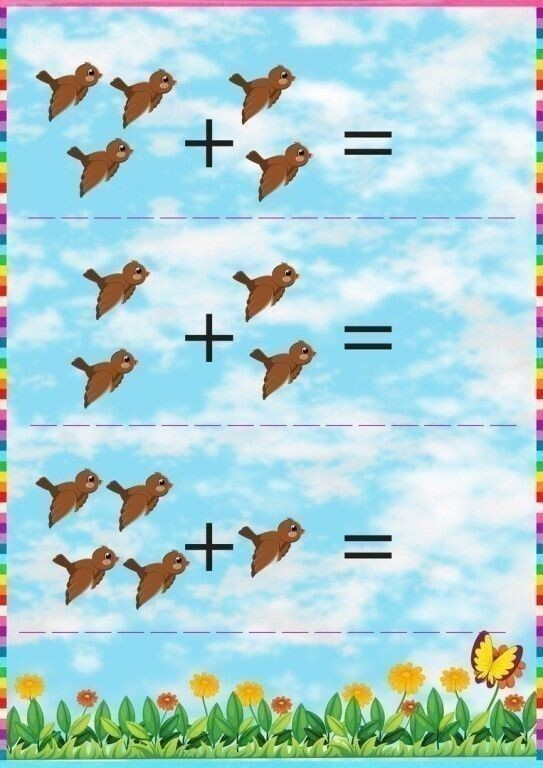 + =
+ =
+ =